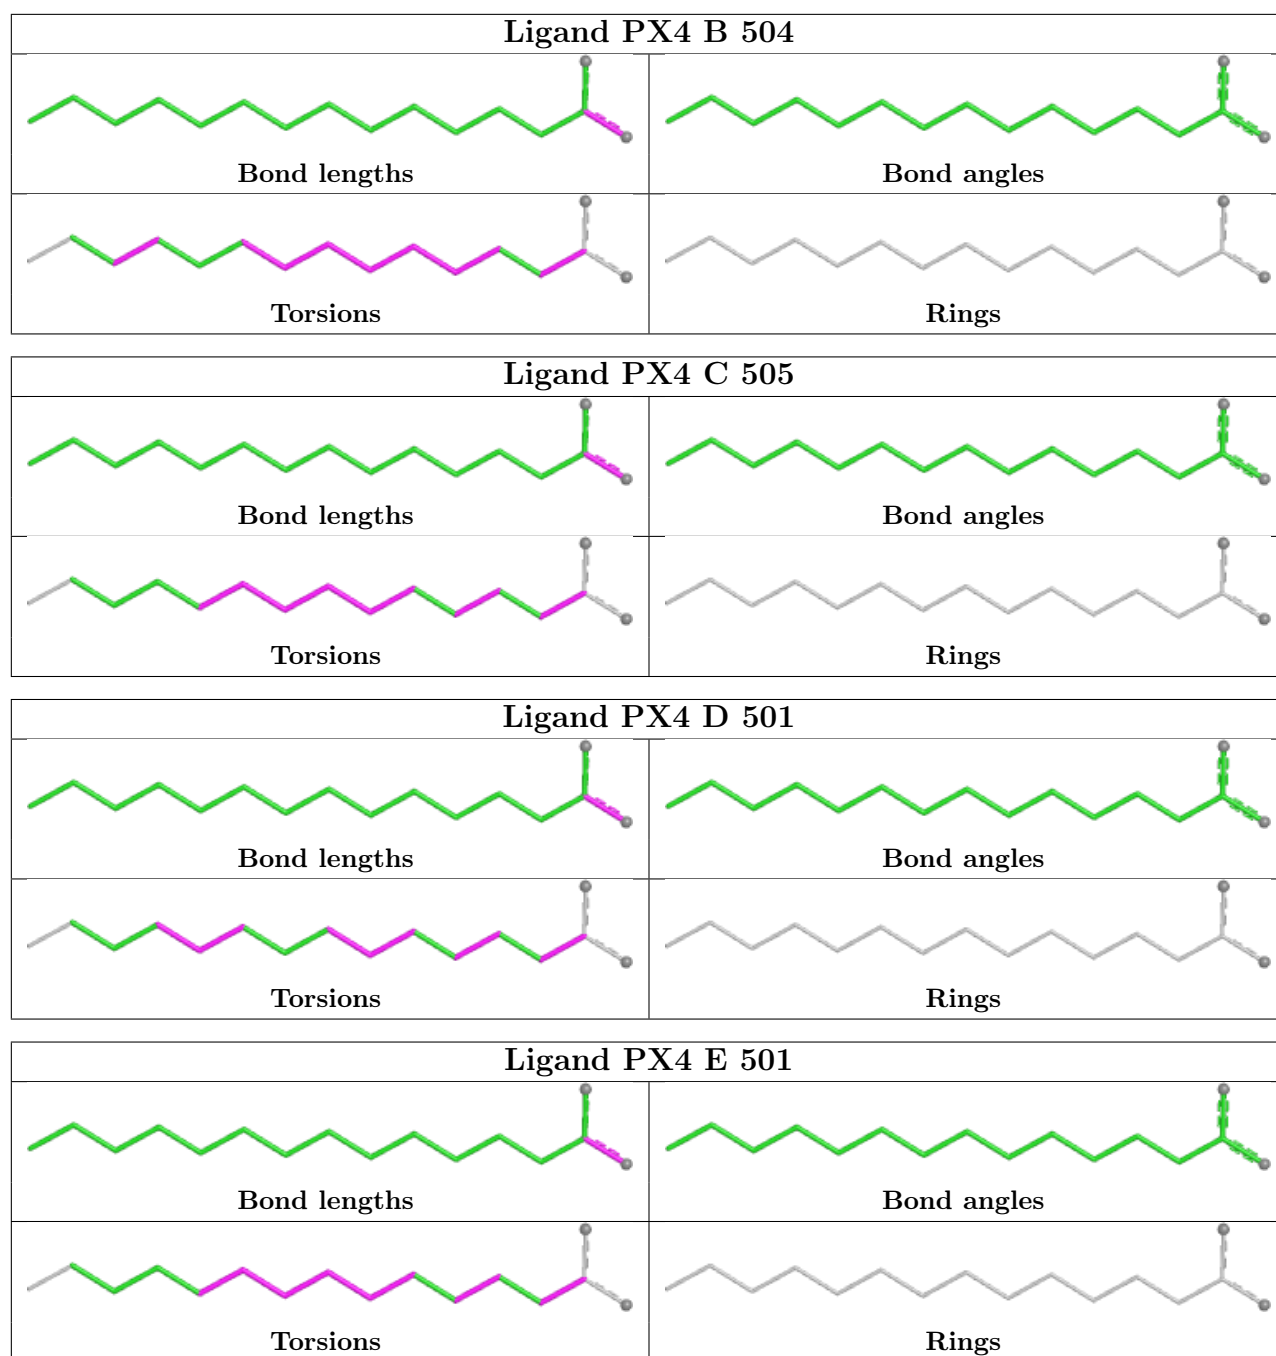 Ligand PX4 B 504
Bond lengths
Bond angles
Torsions
Rings
Ligand PX4 C 505
Bond lengths
Bond angles
Torsions
Rings
Ligand PX4 D 501
Bond lengths
Bond angles
Torsions
Rings
Ligand PX4 E 501
Bond lengths
Bond angles
Torsions
Rings